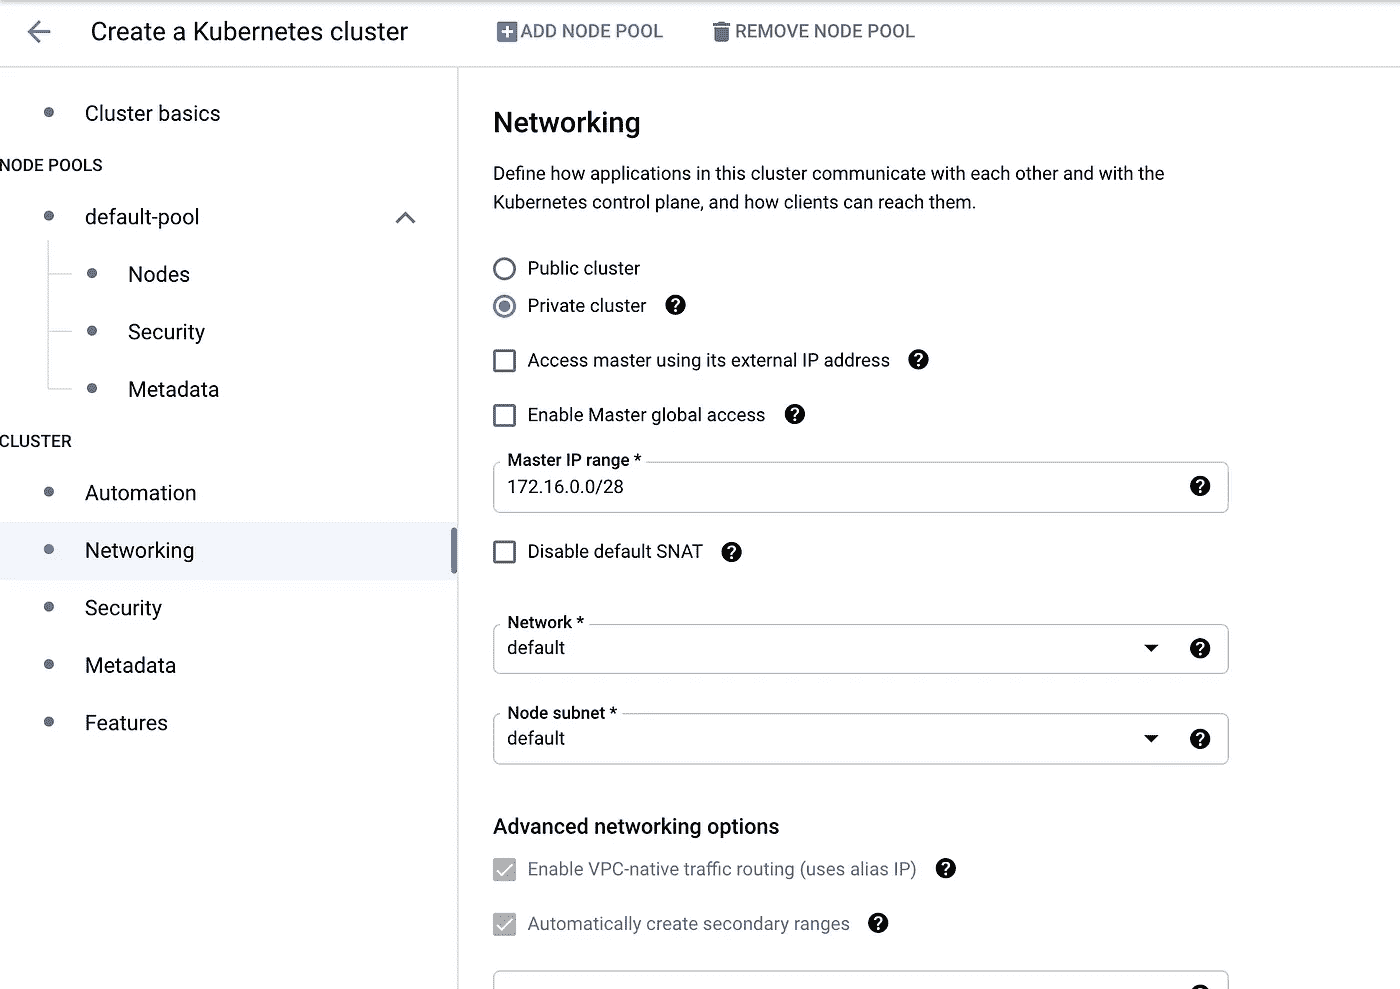 Create a Kubernetes cluster
ADD NODE POOL
REMOVE NODE POOL
Cluster basics
NODE POOLS
default-pool
Nodes
Security
Metadata
CLUSTER
Automation
Networking
Security
Metadata
Features
Networking
Define how applications in this cluster communicate with each other and with the
Kubernetes control plane, and how clients can reach them.
Public cluster
Private cluster
Access master using its external IP address
Enable Master global access
Master IP range *
172.16.0.0/28
Disable default SNAT
Network *
default
Node subnet *
default
Advanced networking options
Enable VPC-native traffic routing (uses alias IP)
Automatically create secondary ranges